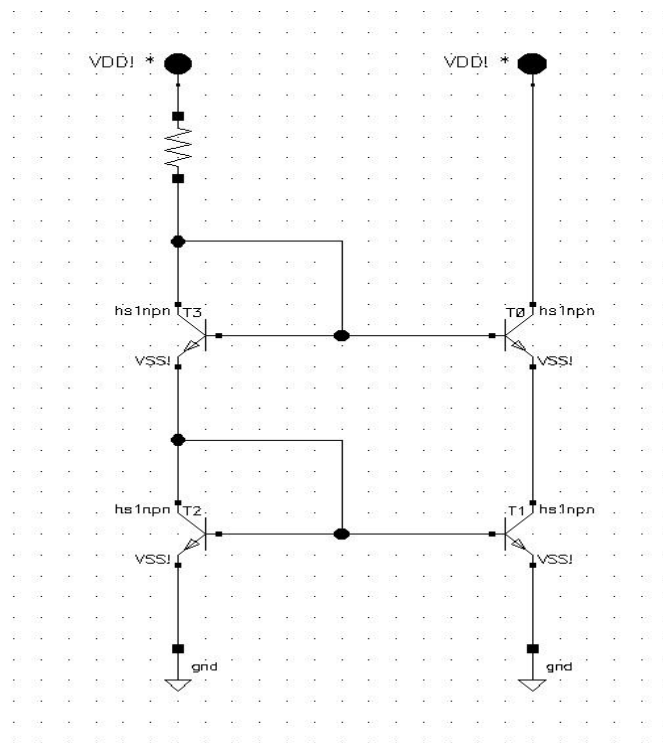 VDD! * VDD! *
hs1npn T3 T0 hs1npn
VSS! VSS!
hs1npn T2 T1 hs1npn
VSS! VSS!
gnd gnd